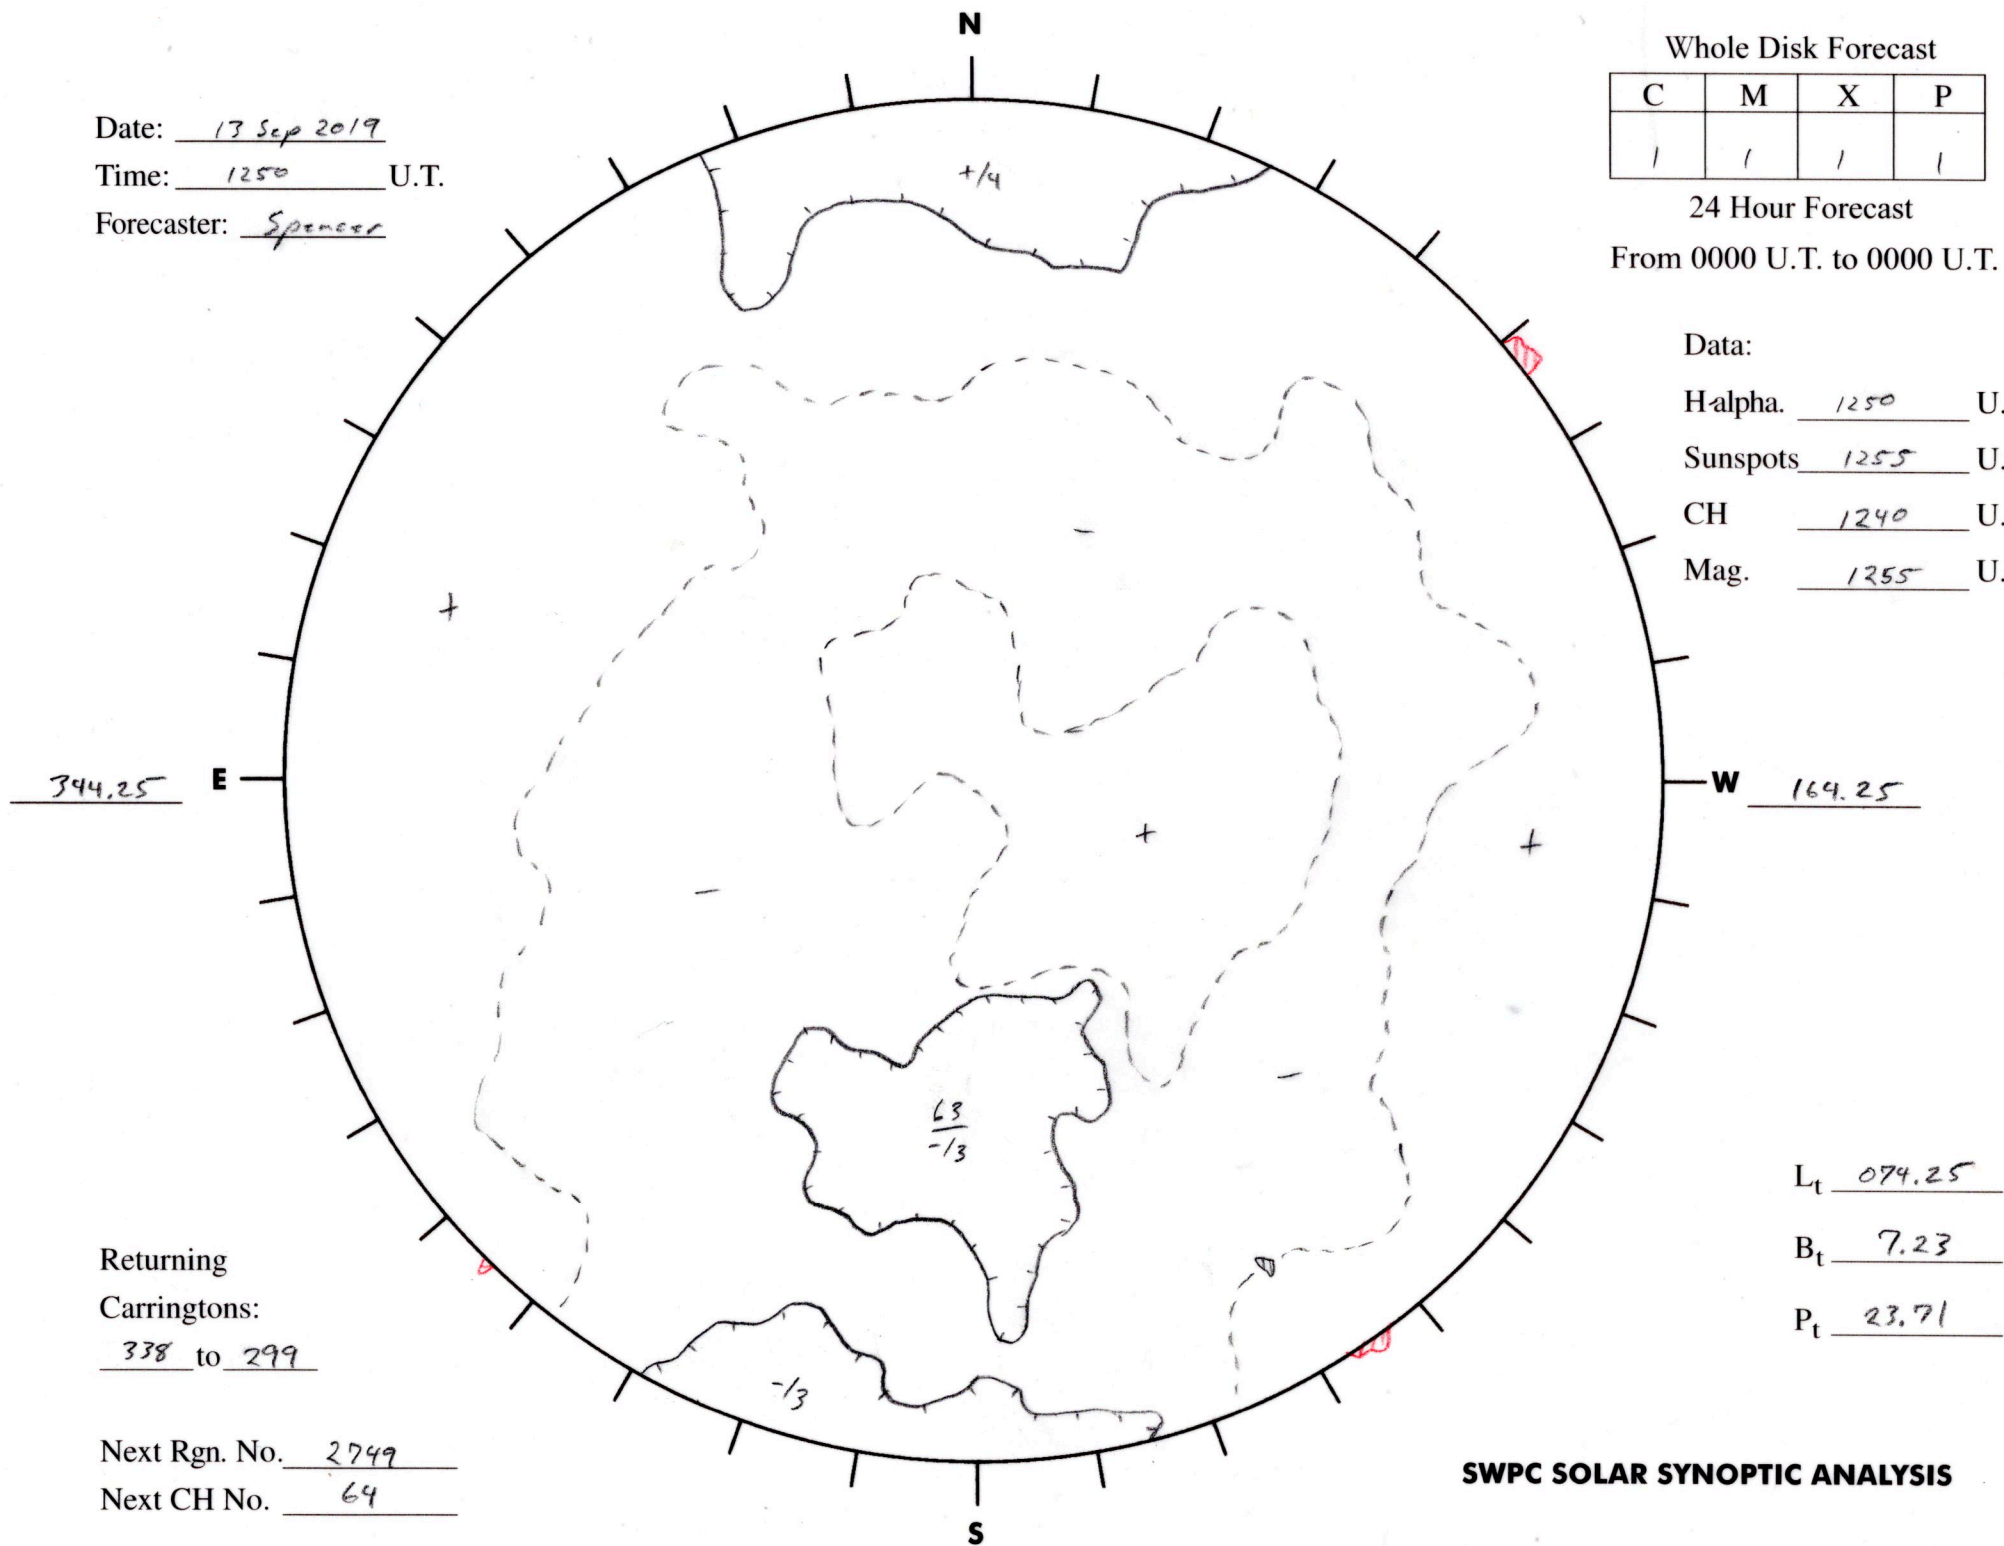 N
Whole Disk Forecast
C M X P
1 1 1 1
24 Hour Forecast
From 0000 U.T. to 0000 U.T.
Date: 13 Sep 2019
Time: 1250 U.T.
Forecaster: Spencer
+/4
Data:
H-alpha. 1250 U.
Sunspots 1255 U.
CH 1240 U.
Mag. 1255 U.
-
+
344.25 E
W 164.25
+
+
-
-
63
-/3
Lt 074.25
Bt 7.23
Pt 23.71
Returning
Carringtons:
338 to 299
-/3
Next Rgn. No. 2749
Next CH No. 64
SWPC SOLAR SYNOPTIC ANALYSIS
S